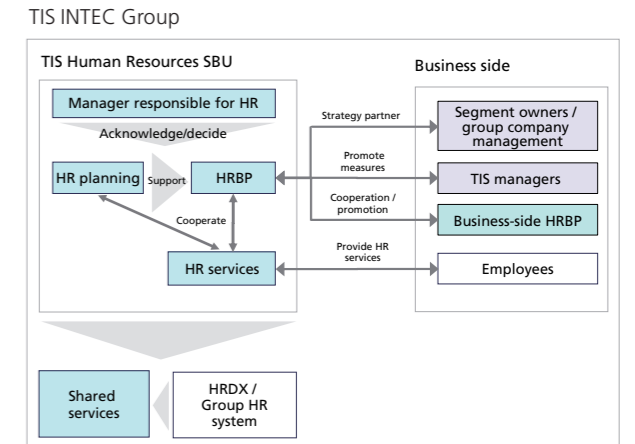 TIS INTEC Group
TIS Human Resources SBU
Business side
Manager responsible for HR
Acknowledge/decide
HR planning
Support
HRBP
Cooperate
HR services
Strategy partner
Promote
measures
Cooperation /
promotion
Provide HR
services
Segment owners /
group company
management
TIS managers
Business-side HRBP
Employees
Shared
services
HRDX /
Group HR
system